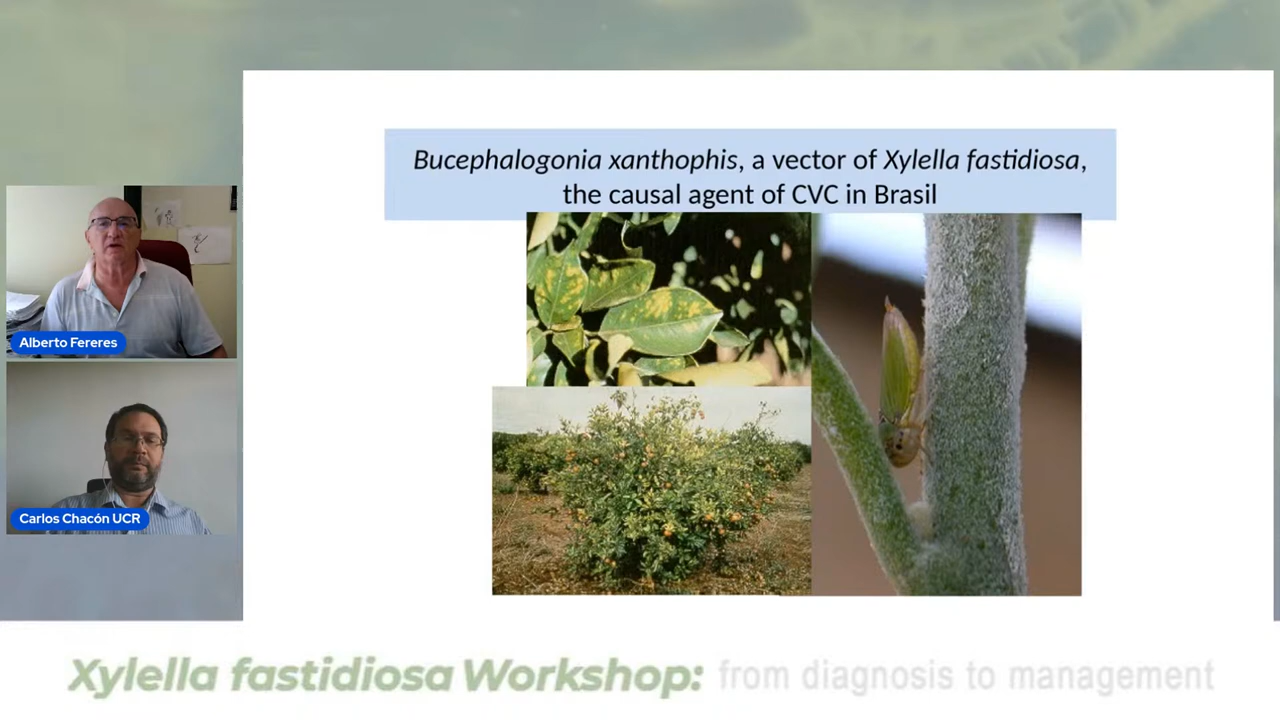 Bucephalogonia xanthophis, a vector of Xylella fastidiosa,
the causal agent of CVC in Brasil
Alberto Fereres
Carlos Chacón UCR
Xylella fastidiosa Workshop: from diagnosis to management